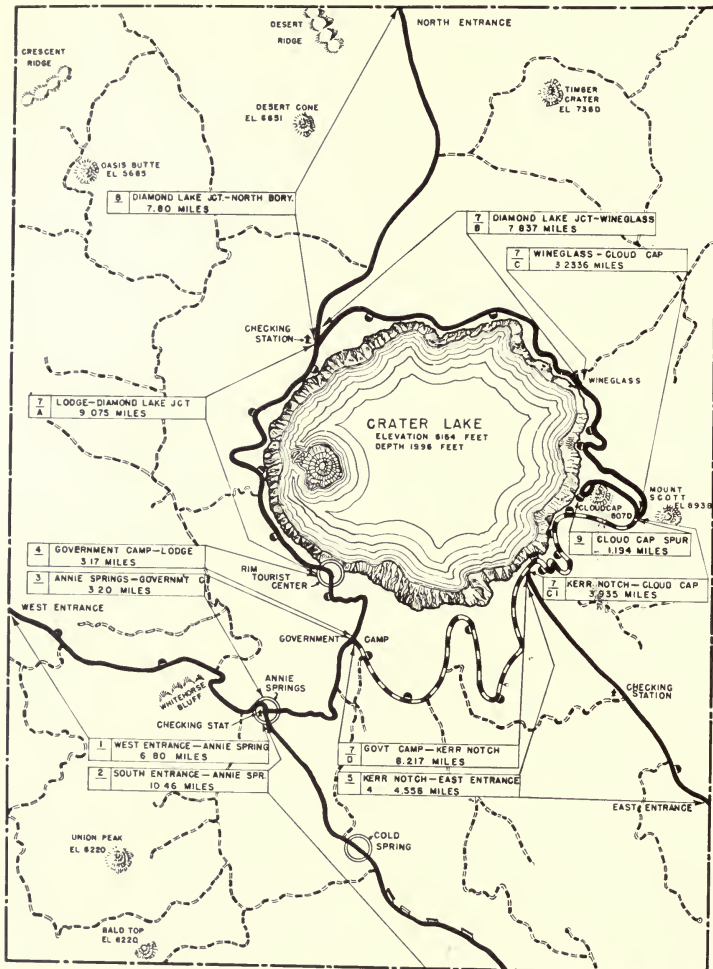 NORTH ENTRANCE
DESERT
RIDGE
CRESCENT
RIDGE
TIMBER
CRATER
EL 7360
DESERT CONE
EL 6651
OASIS BUTTE
EL 5685
8 DIAMOND LAKE JCT.-NORTH BDRY.
7.80 MILES
7
B DIAMOND LAKE JCT-WINEGLASS
7 837 MILES
7
C WINEGLASS - CLOUD CAP
3.2336 MILES
CHECKING
STATION
WINEGLASS
7
A LODGE-DIAMOND LAKE JCT
9.075 MILES
CRATER LAKE
ELEVATION 6164 FEET
DEPTH 1996 FEET
MOUNT
SCOTT
EL 8938
CLOUDCAP
8070
9 CLOUD CAP SPUR
1.194 MILES
4 GOVERNMENT CAMP-LODGE
3.17 MILES
3 ANNIE SPRINGS-GOVERNMT C
3.20 MILES
RIM
TOURIST
CENTER
7
C1 KERR NOTCH - CLOUD CAP
3.935 MILES
WEST ENTRANCE
GOVERNMENT CAMP
ANNIE
SPRINGS
WHITEHORSE
BLUFF
CHECKING STAT
CHECKING
STATION
1 WEST ENTRANCE-ANNIE SPRING
6 80 MILES
2 SOUTH ENTRANCE-ANNIE SPR.
10 46 MILES
7
D GOVT CAMP-KERR NOTCH
8.217 MILES
5
4 KERR NOTCH-EAST ENTRANCE
4.558 MILES
EAST ENTRANCE
UNION PEAK
EL 6220
COLD
SPRING
BALD TOP
EL 6220